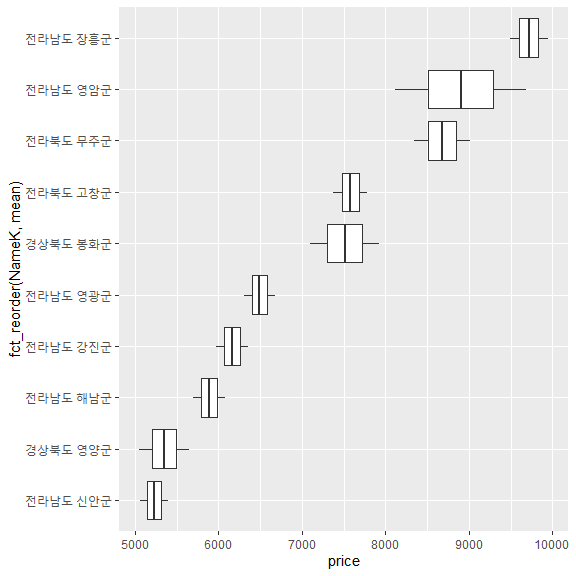 fct_reorder(NameK, mean)
전라남도 장흥군
전라남도 영암군
전라북도 무주군
전라북도 고창군
경상북도 봉화군
전라남도 영광군
전라남도 강진군
전라남도 해남군
경상북도 영양군
전라남도 신안군
5000 6000 7000 8000 9000 10000
price